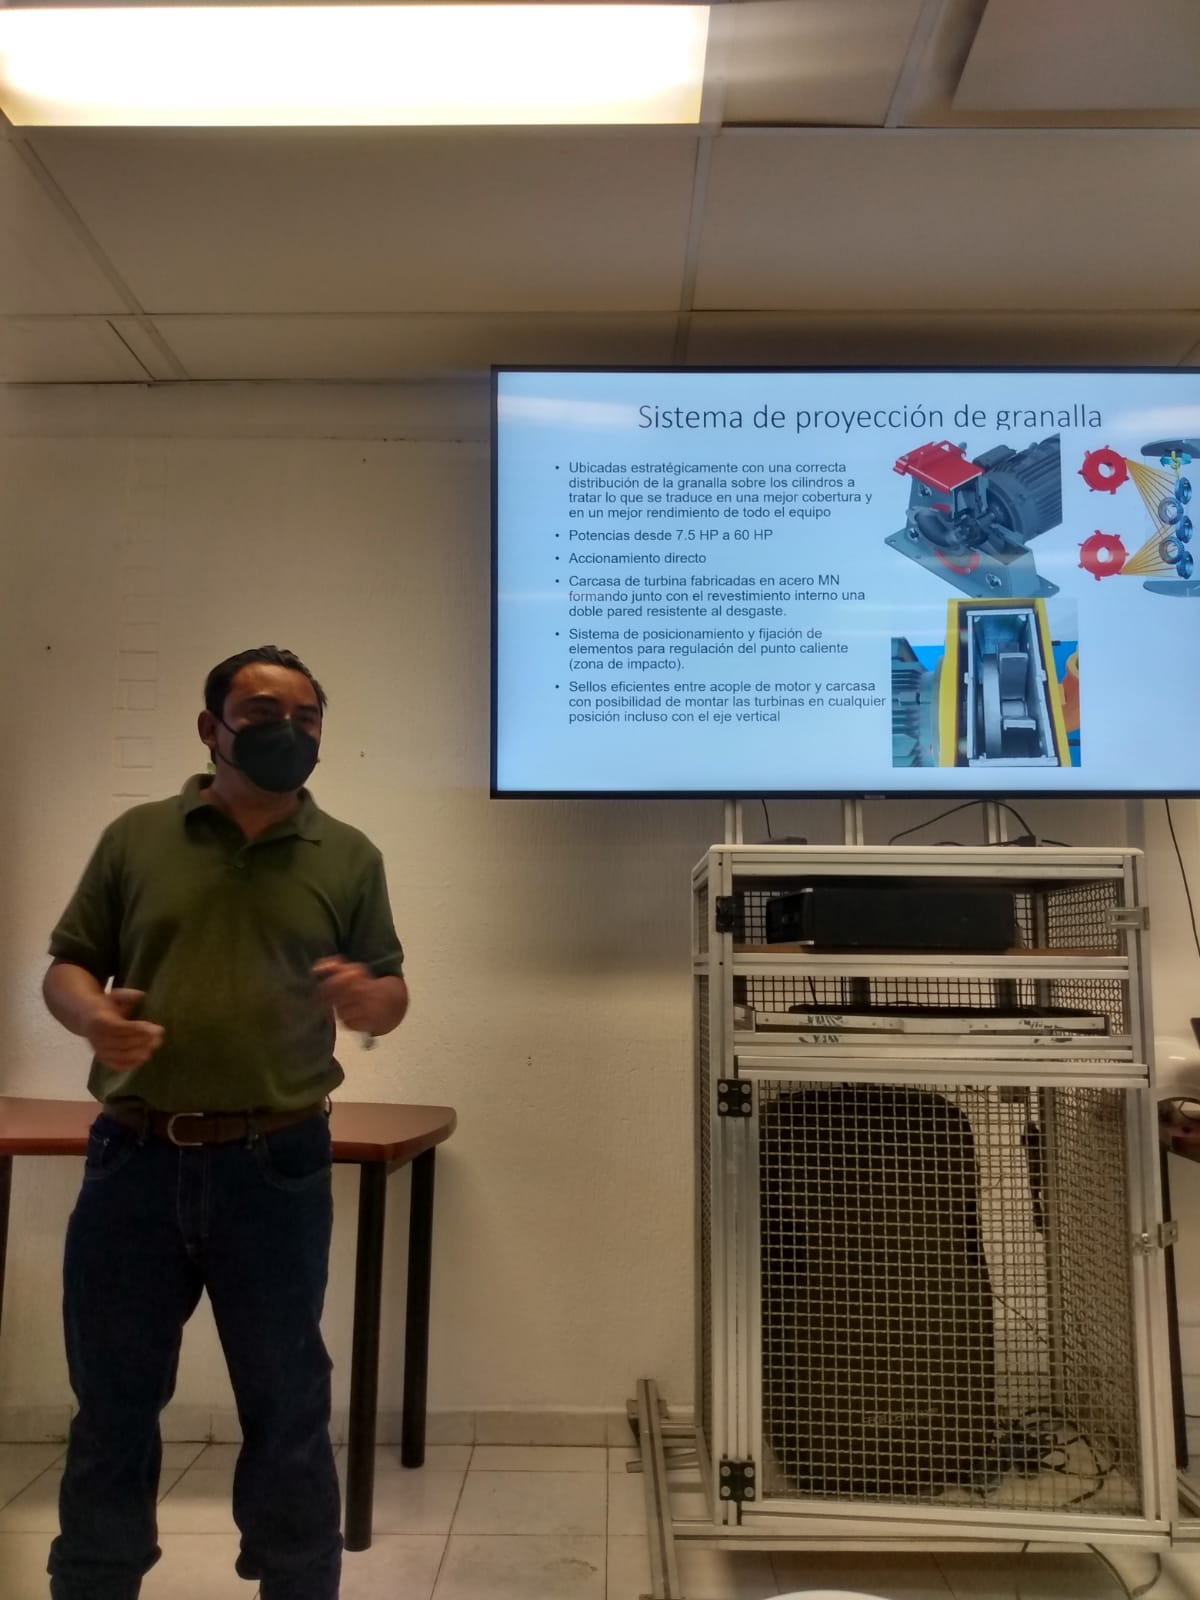 Sistema de proyección de granalla
• Ubicadas estratégicamente con una correcta
distribución de la granalla sobre los cilindros a
tratar lo que se traduce en una mejor cobertura y
en un mejor rendimiento de todo el equipo
• Potencias desde 7.5 HP a 60 HP
• Accionamiento directo
• Carcasa de turbina fabricadas en acero MN
formando junto con el revestimiento interno una
doble pared resistente al desgaste.
• Sistema de posicionamiento y fijación de
elementos para regulación del punto caliente
(zona de impacto).
• Sellos eficientes entre acople de motor y carcasa
con posibilidad de montar las turbinas en cualquier
posición incluso con el eje vertical